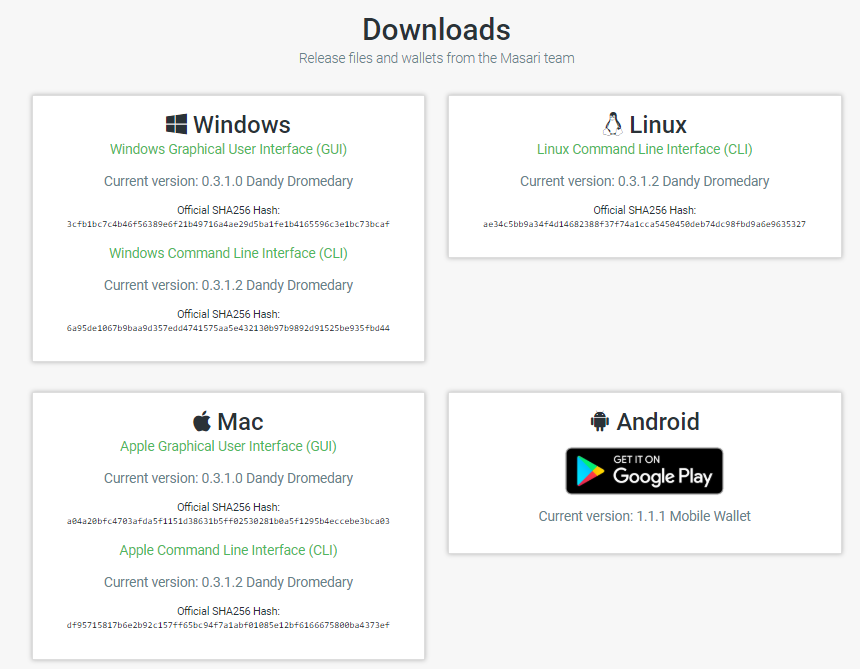 Downloads
Release files and wallets from the Masari team
Windows
Windows Graphical User Interface (GUI)
Current version: 0.3.1.0 Dandy Dromedary
Official SHA256 Hash:
3cfb1bc7c4b46f56389e6f21b49716a4ae29d5ba1fe1b4165596c3e1bc73bcaf
Windows Command Line Interface (CLI)
Current version: 0.3.1.2 Dandy Dromedary
Official SHA256 Hash:
6a95de1067b9baa9d357edd4741575aa5e432130b97b9892d91525be935fbd44
Linux
Linux Command Line Interface (CLI)
Current version: 0.3.1.2 Dandy Dromedary
Official SHA256 Hash:
ae34c5bb9a34f4d14682388f37f74a1cca5450450deb74dc98fbd9a6e9635327
Mac
Apple Graphical User Interface (GUI)
Current version: 0.3.1.0 Dandy Dromedary
Official SHA256 Hash:
a04a20bfc4703afda5f1151d38631b5ff02530281b0a5f1295b4eccebe3bca03
Apple Command Line Interface (CLI)
Current version: 0.3.1.2 Dandy Dromedary
Official SHA256 Hash:
df95715817b6e2b92c157ff65bc94f7a1abf01085e12bf6166675800ba4373ef
Android
GET IT ON
Google Play
Current version: 1.1.1 Mobile Wallet